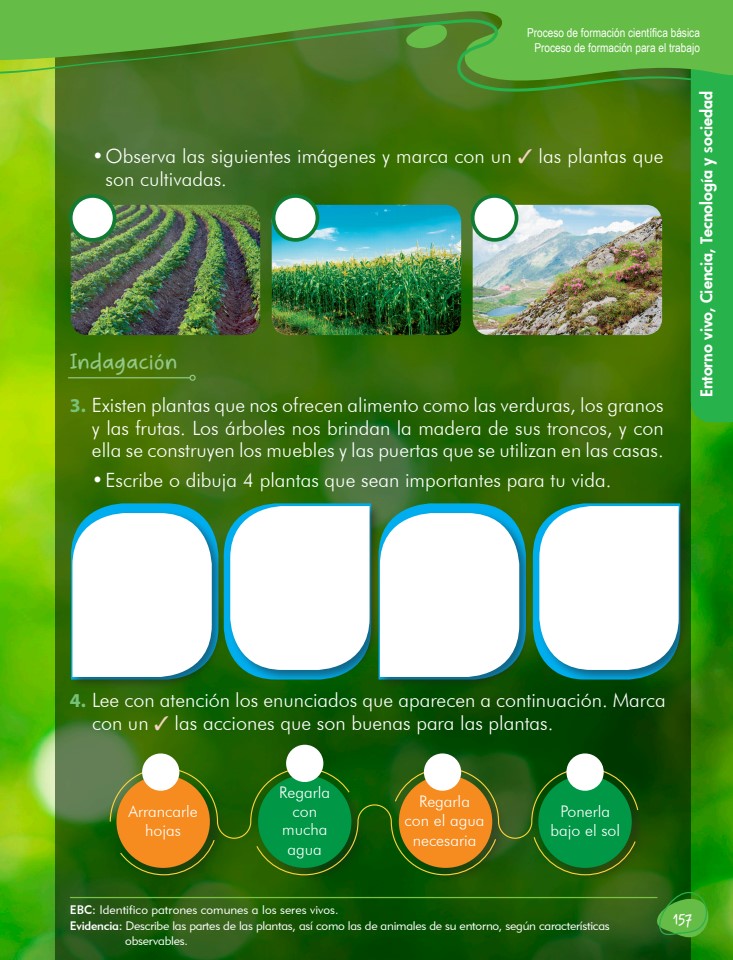 Proceso de formación científica básica
Proceso de formación para el trabajo
Entorno vivo, Ciencia, Tecnología y sociedad
• Observa las siguientes imágenes y marca con un ✓ las plantas que
son cultivadas.
Indagación
3. Existen plantas que nos ofrecen alimento como las verduras, los granos
y las frutas. Los árboles nos brindan la madera de sus troncos, y con
ella se construyen los muebles y las puertas que se utilizan en las casas.
• Escribe o dibuja 4 plantas que sean importantes para tu vida.
4. Lee con atención los enunciados que aparecen a continuación. Marca
con un ✓ las acciones que son buenas para las plantas.
Arrancarle
hojas
Regarla
con
mucha
agua
Regarla
con el agua
necesaria
Ponerla
bajo el sol
EBC: Identifico patrones comunes a los seres vivos.
Evidencia: Describe las partes de las plantas, así como las de animales de su entorno, según características
observables.
157